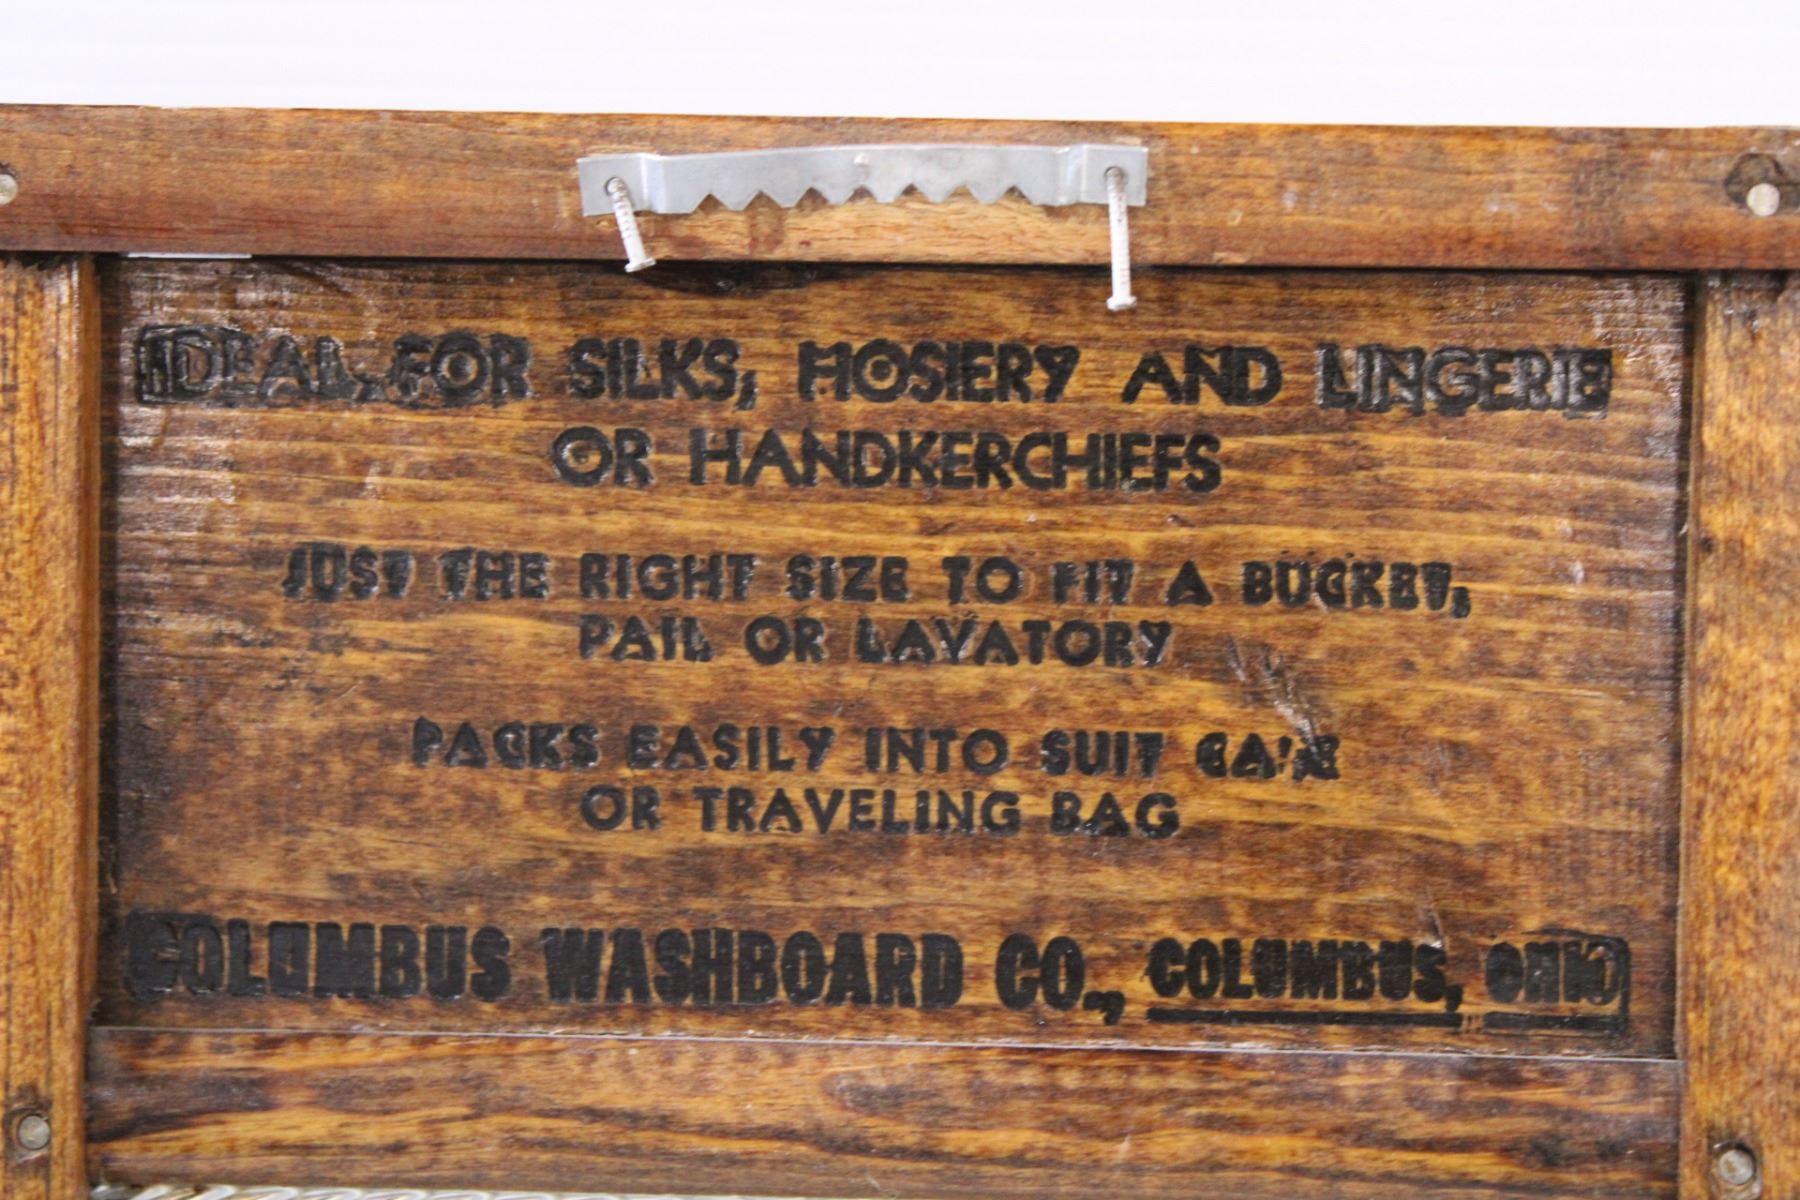 IDEAL FOR SILKS, HOSIERY AND LINGERIE
OR HANDKERCHIEFS
JUST THE RIGHT SIZE TO FIT A BUCKET,
PAIL OR LAVATORY
PACKS EASILY INTO SUIT CASE
OR TRAVELING BAG
COLUMBUS WASHBOARD CO., COLUMBUS, OHIO